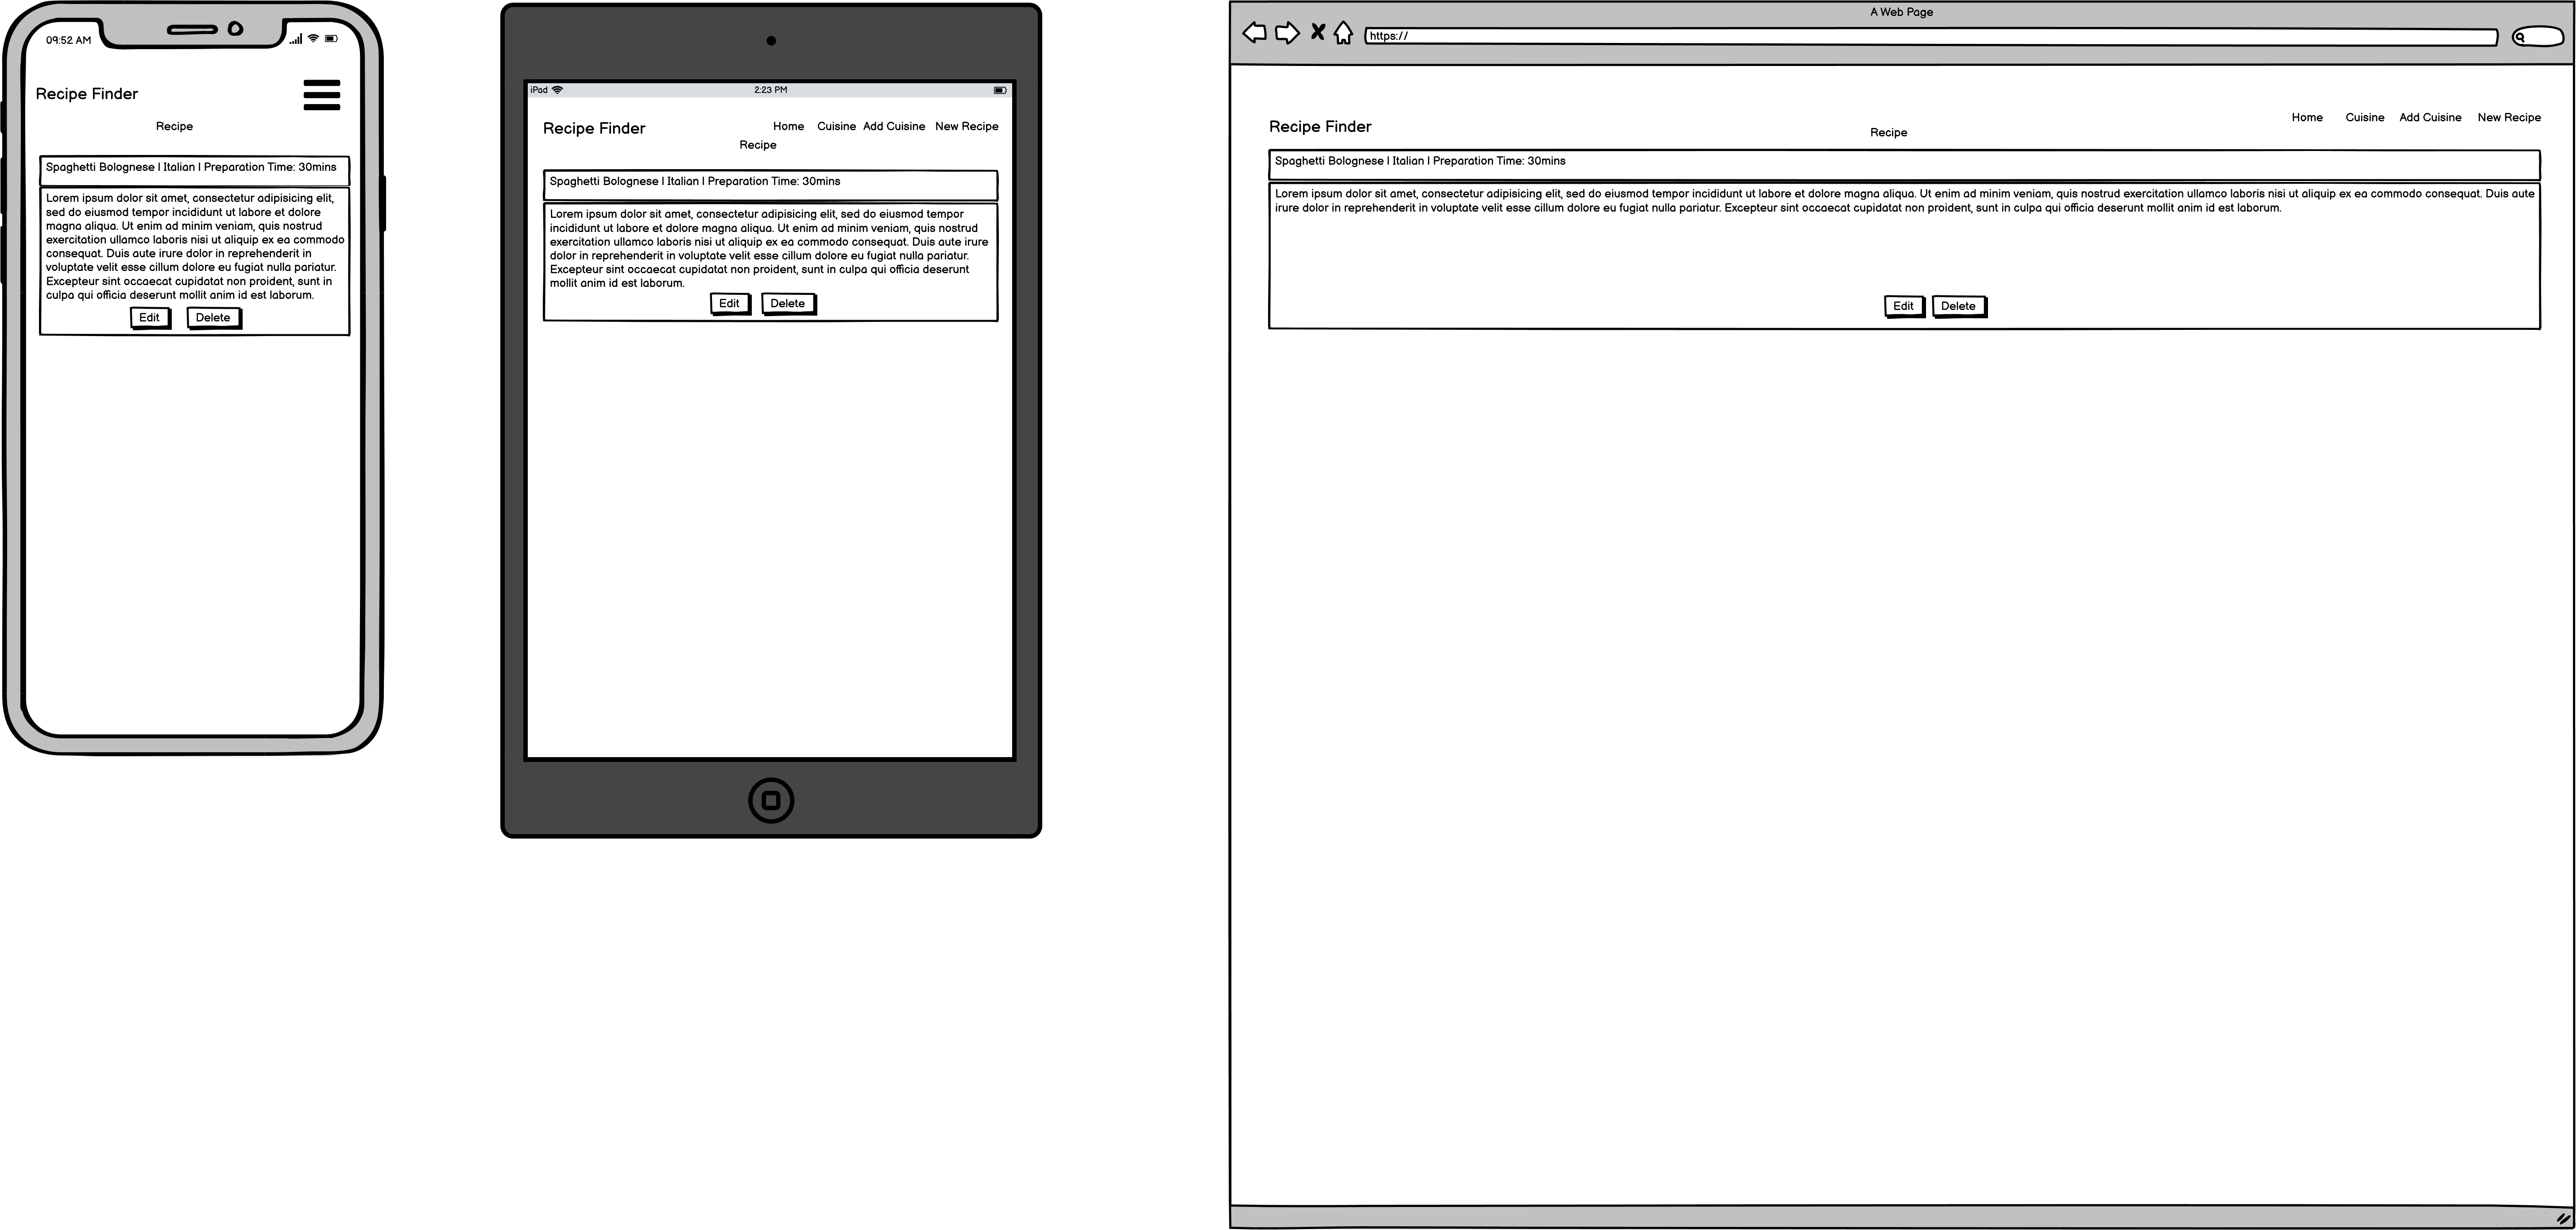 09:52 AM
Recipe Finder
Recipe
Spaghetti Bolognese | Italian | Preparation Time: 30mins
Lorem ipsum dolor sit amet, consectetur adipisicing elit,
sed do eiusmod tempor incididunt ut labore et dolore
magna aliqua. Ut enim ad minim veniam, quis nostrud
exercitation ullamco laboris nisi ut aliquip ex ea commodo
consequat. Duis aute irure dolor in reprehenderit in
voluptate velit esse cillum dolore eu fugiat nulla pariatur.
Excepteur sint occaecat cupidatat non proident, sunt in
culpa qui officia deserunt mollit anim id est laborum.
Edit Delete
iPad 2:23 PM
Recipe Finder Home Cuisine Add Cuisine New Recipe
Recipe
Spaghetti Bolognese | Italian | Preparation Time: 30mins
Lorem ipsum dolor sit amet, consectetur adipisicing elit, sed do eiusmod tempor
incididunt ut labore et dolore magna aliqua. Ut enim ad minim veniam, quis nostrud
exercitation ullamco laboris nisi ut aliquip ex ea commodo consequat. Duis aute irure
dolor in reprehenderit in voluptate velit esse cillum dolore eu fugiat nulla pariatur.
Excepteur sint occaecat cupidatat non proident, sunt in culpa qui officia deserunt
mollit anim id est laborum.
Edit Delete
A Web Page
https://
Home Cuisine Add Cuisine New Recipe
Recipe Finder
Recipe
Spaghetti Bolognese | Italian | Preparation Time: 30mins
Lorem ipsum dolor sit amet, consectetur adipisicing elit, sed do eiusmod tempor incididunt ut labore et dolore magna aliqua. Ut enim ad minim veniam, quis nostrud exercitation ullamco laboris nisi ut aliquip ex ea commodo consequat. Duis aute
irure dolor in reprehenderit in voluptate velit esse cillum dolore eu fugiat nulla pariatur. Excepteur sint occaecat cupidatat non proident, sunt in culpa qui officia deserunt mollit anim id est laborum.
Edit Delete